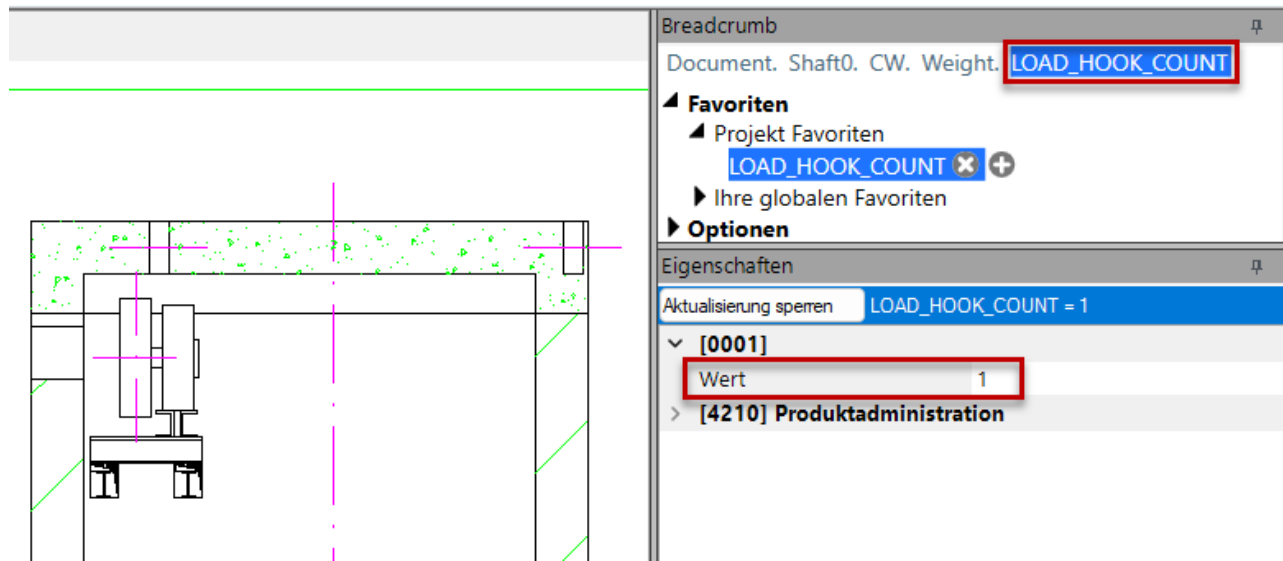 Breadcrumb
Document. Shaft0. CW. Weight. LOAD_HOOK_COUNT
Favoriten
Projekt Favoriten
LOAD_HOOK_COUNT
Ihre globalen Favoriten
Optionen
Eigenschaften
Aktualisierung sperren LOAD_HOOK_COUNT = 1
[0001]
Wert 1
[4210] Produktadministration